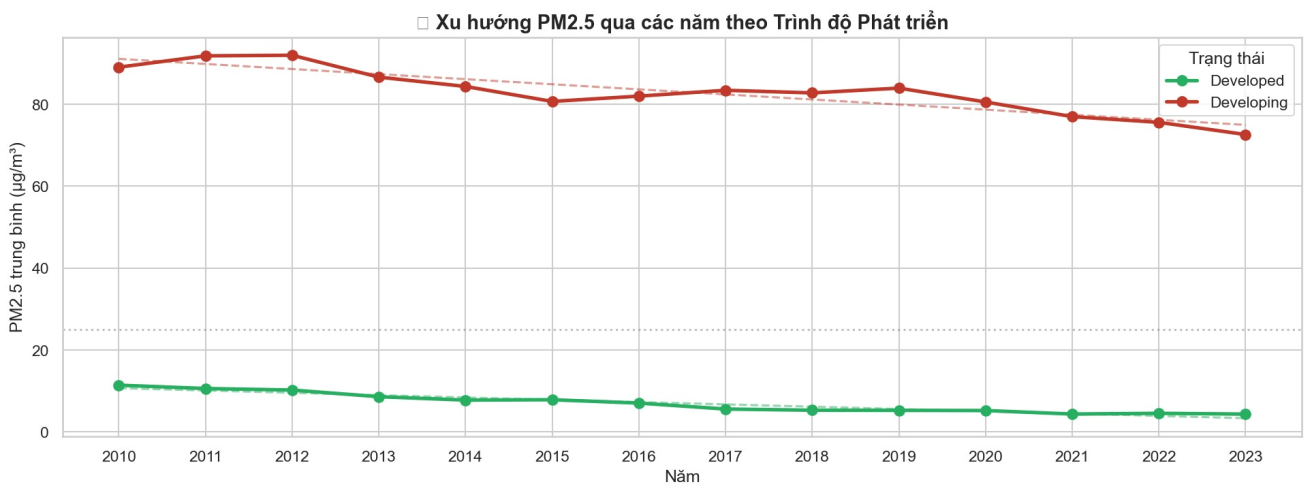 Xu hướng PM2.5 qua các năm theo Trình độ Phát triển
PM2.5 trung bình (µg/m³)
80
60
40
20
0
Trạng thái
Developed
Developing
2010 2011 2012 2013 2014 2015 2016 2017 2018 2019 2020 2021 2022 2023
Năm